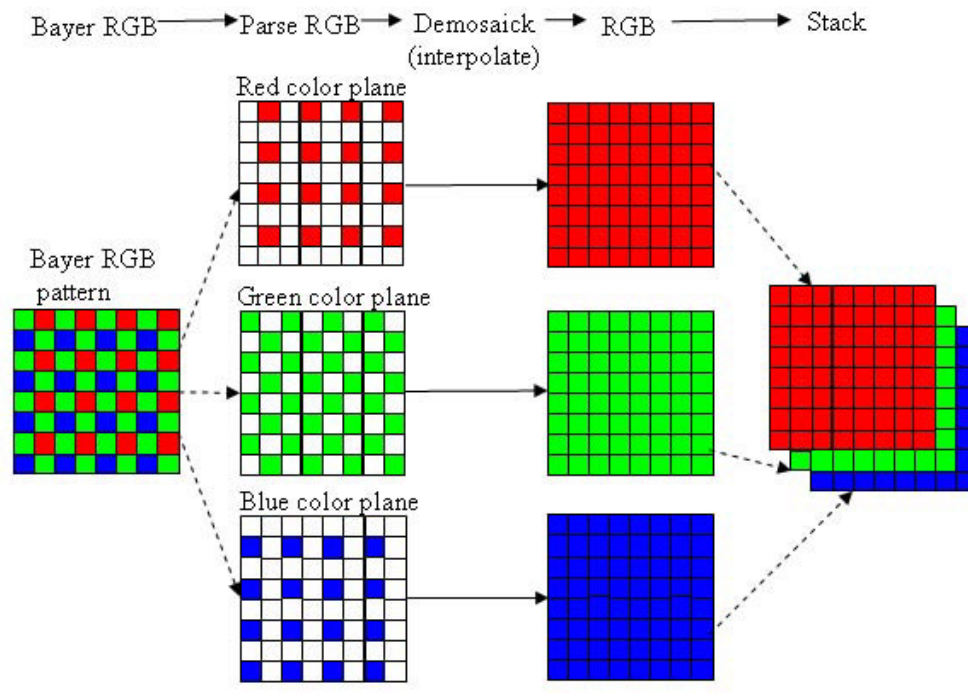 Bayer RGB Parse RGB Demosaick RGB Stack
(interpolate)
Red color plane
Bayer RGB
pattern
Green color plane
Blue color plane